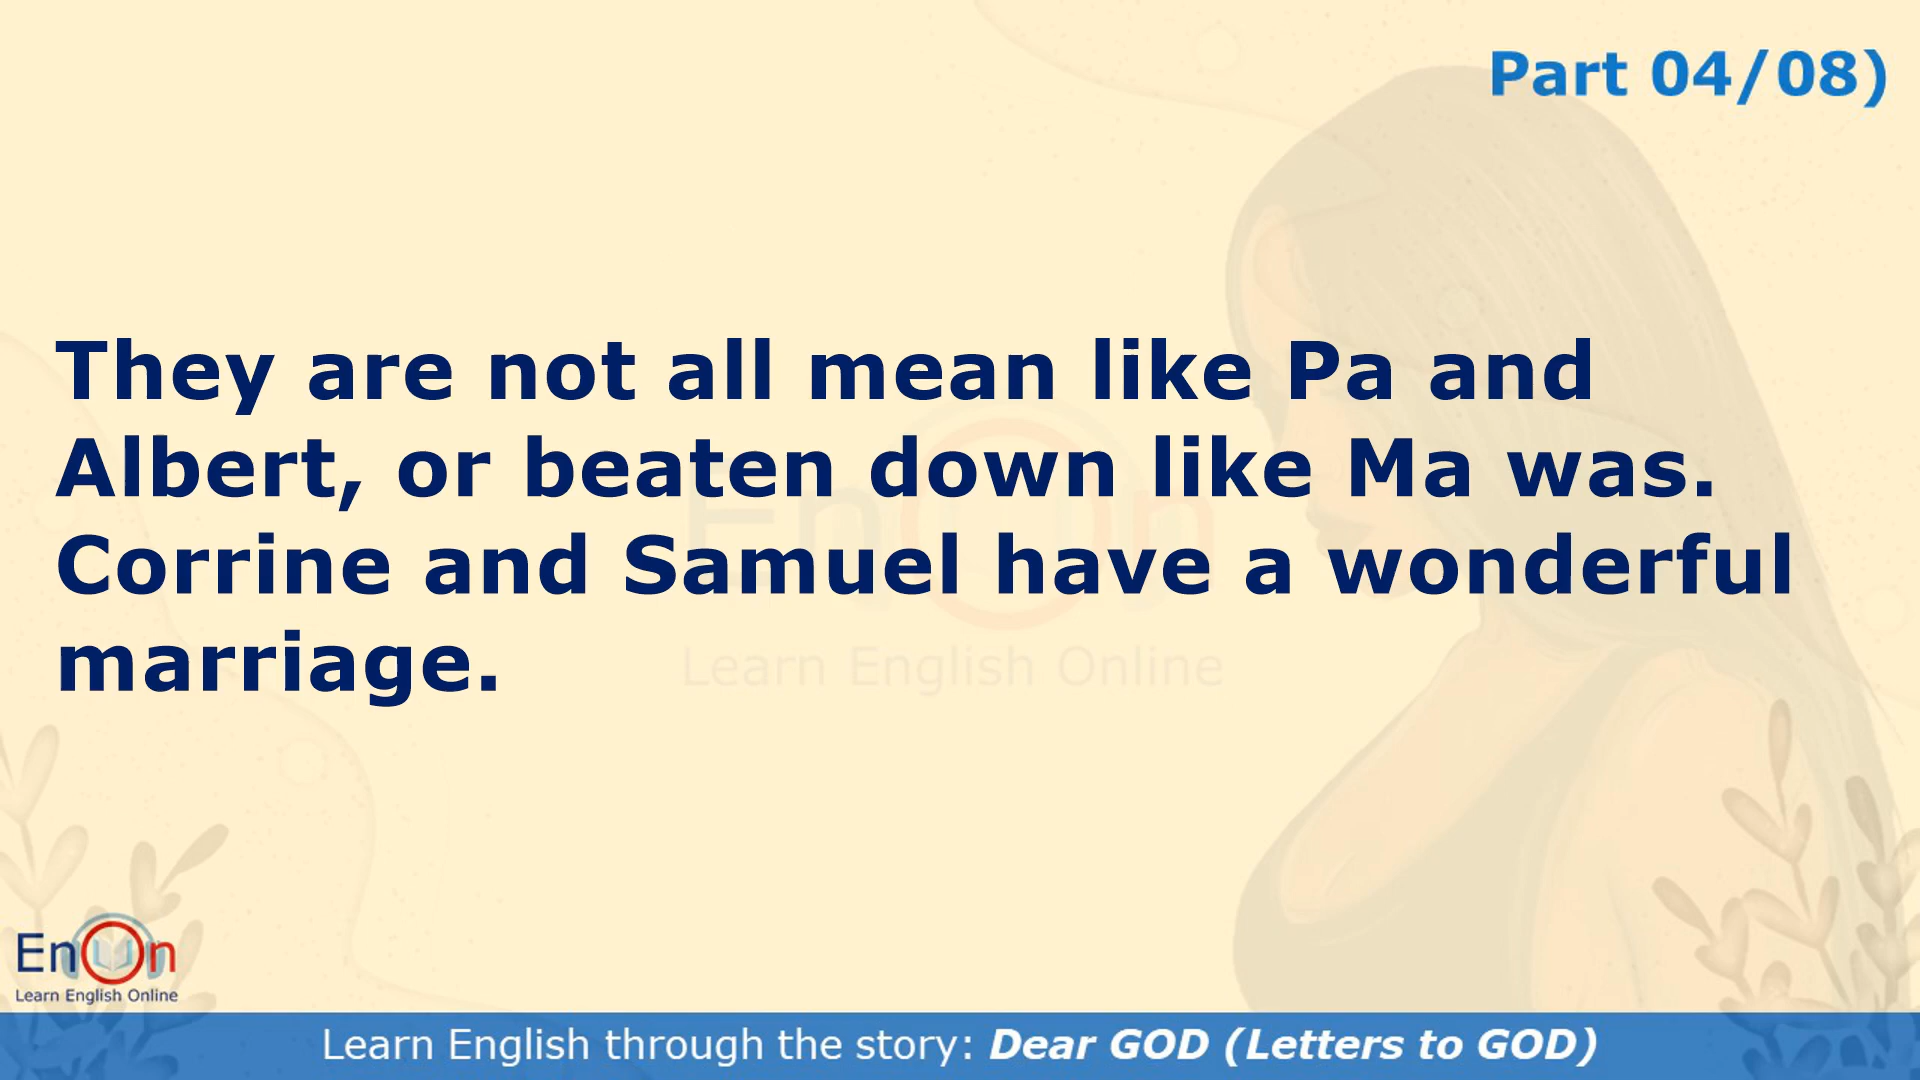 Part 04/08)
They are not all mean like Pa and
Albert, or beaten down like Ma was.
Corrine and Samuel have a wonderful
marriage.
EnOn
Learn English Online
EnOn
Learn English Online
Learn English through the story: Dear GOD (Letters to GOD)